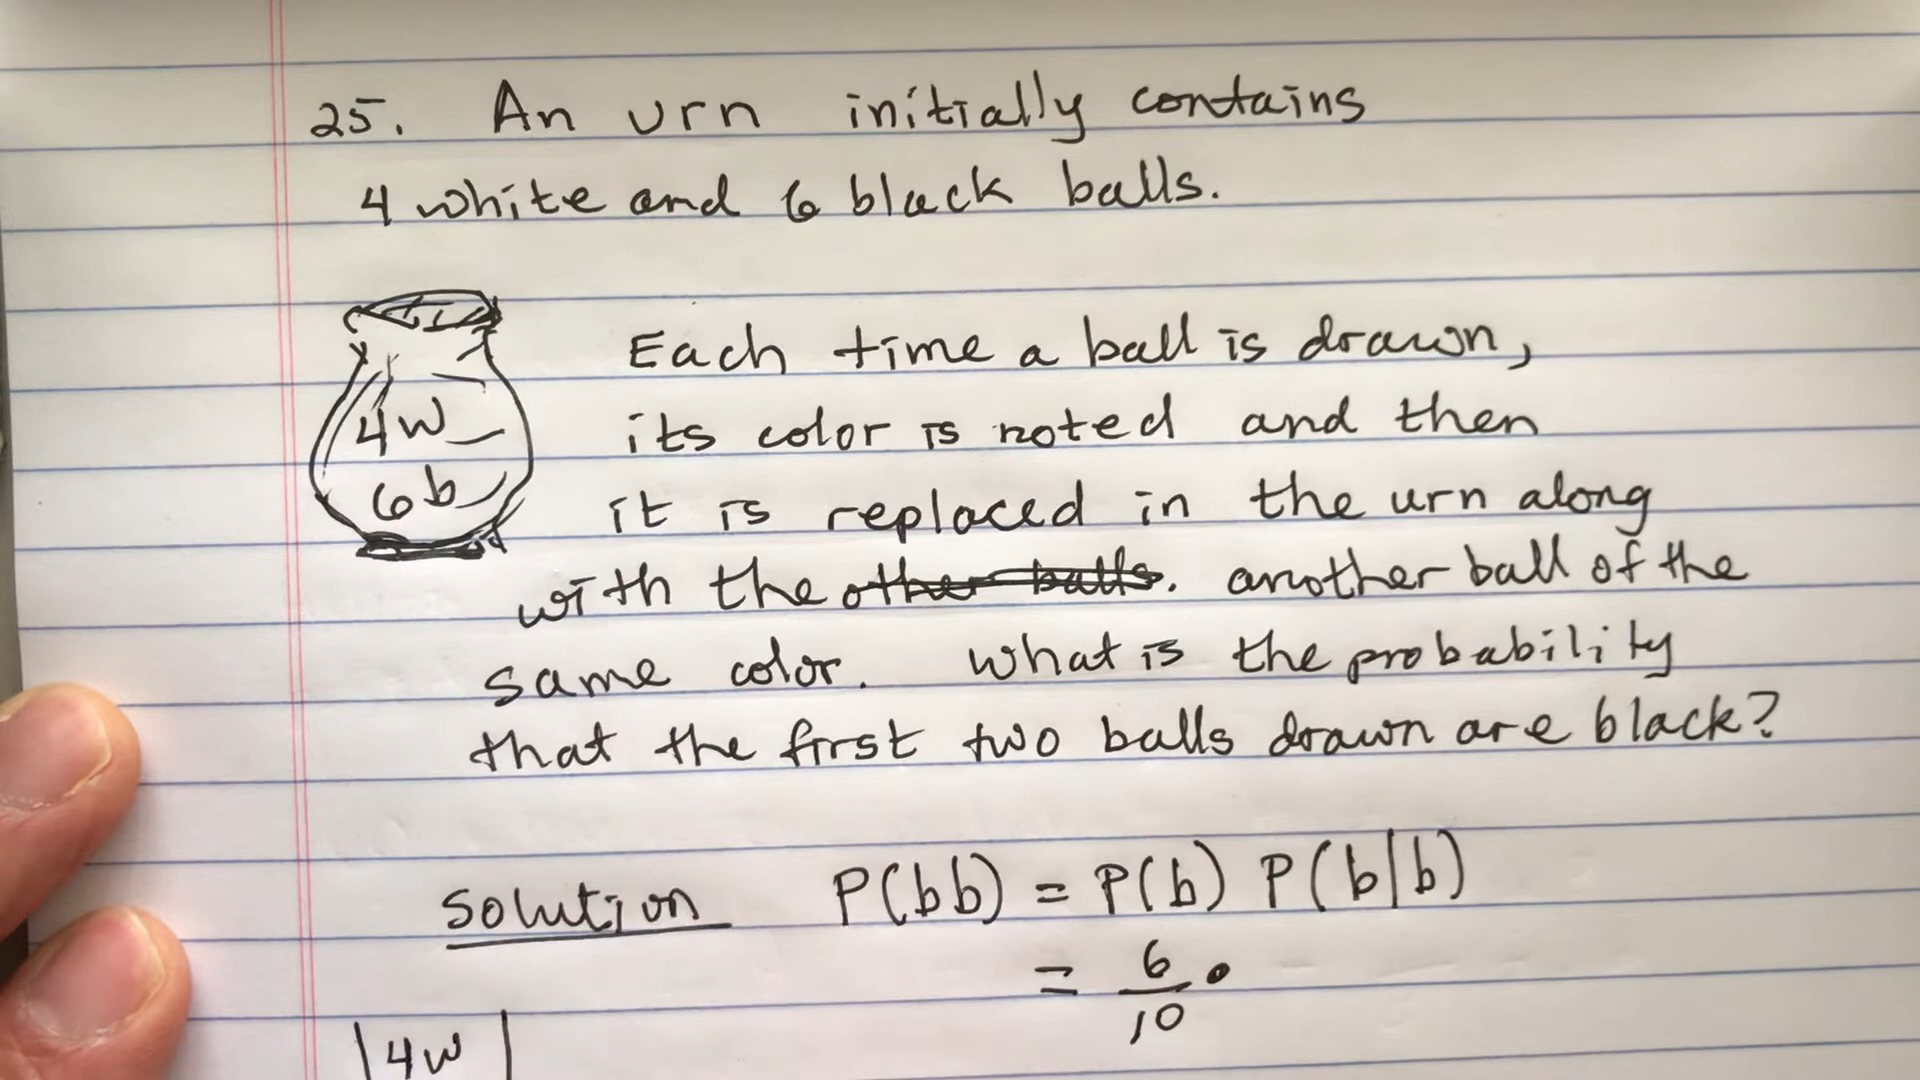 25. An urn initially contains
4 white and 6 black balls.
4w
6b
Each time a ball is drawn,
its color is noted and then
it is replaced in the urn along
with the other balls. another ball of the
same color. What is the probability
that the first two balls drawn are black?
Solution P(bb) = P(b) P(b|b)
= 6/10 •
|4w|